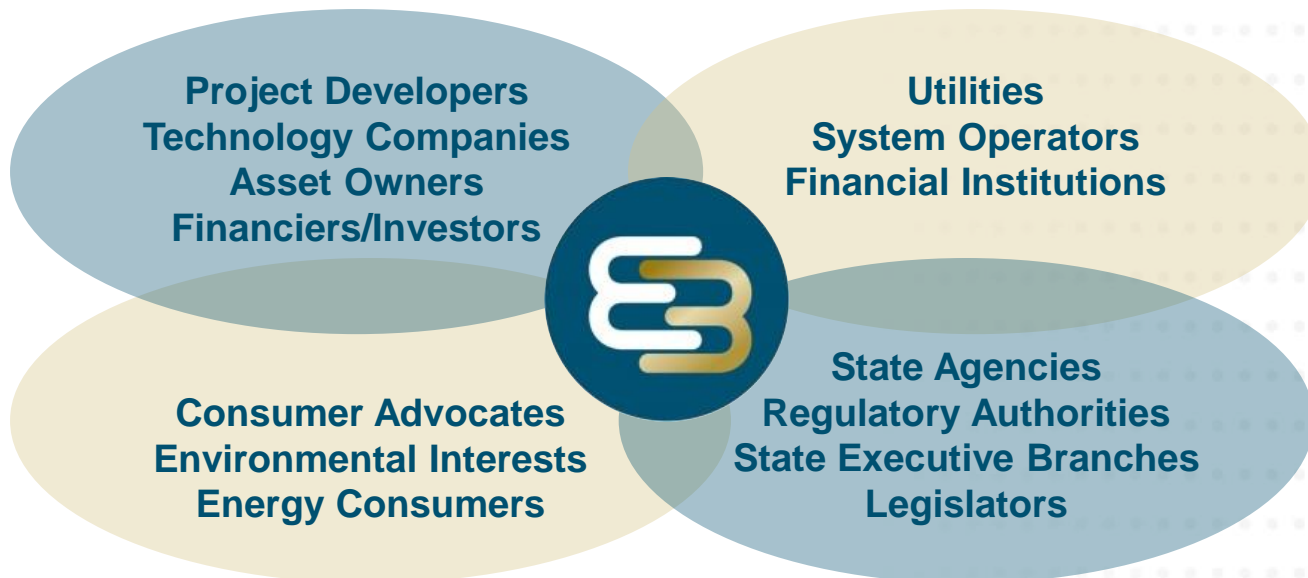 Project Developers
Technology Companies
Asset Owners
Financiers/Investors
Utilities
System Operators
Financial Institutions
Consumer Advocates
Environmental Interests
Energy Consumers
State Agencies
Regulatory Authorities
State Executive Branches
Legislators